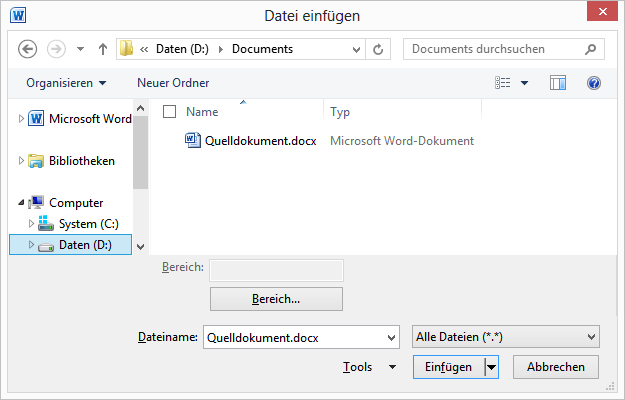 Datei einfügen
« Daten (D:) Documents
Documents durchsuchen
Organisieren Neuer Ordner
Name Typ
Microsoft Word
Quelldokument.docx Microsoft Word-Dokument
Bibliotheken
Computer
System (C:)
Daten (D:)
Bereich:
Bereich...
Dateiname: Quelldokument.docx Alle Dateien (*.*)
Tools Einfügen Abbrechen